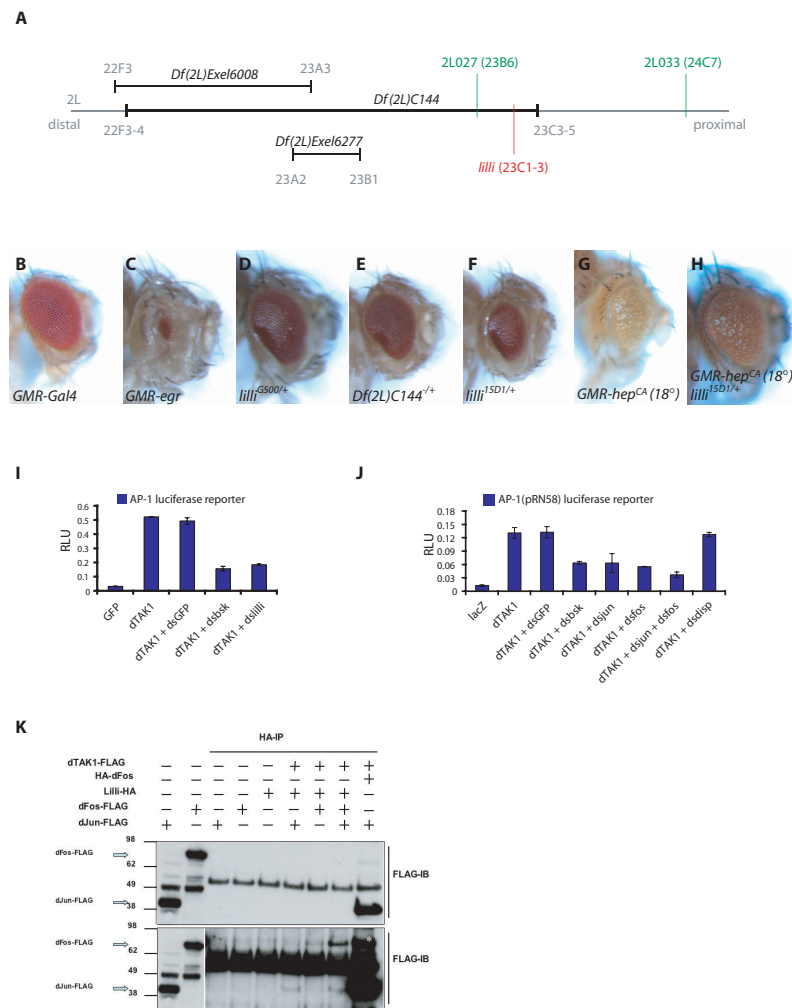 A
22F3 23A3
Df(2L)Exel6008
2L027 (23B6) 2L033 (24C7)
2L Df(2L)C144
distal 22F3-4 23C3-5 proximal
Df(2L)Exel6277
lilli (23C1-3)
23A2 23B1
B C D E F G H
GMR-Gal4 GMR-egr lilli^G500/+ Df(2L)C144^-/+ lilli^15D1/+ GMR-hep^CA (18°) GMR-hep^CA (18°) lilli^15D1/+
I
AP-1 luciferase reporter
RLU
0.6
0.5
0.4
0.3
0.2
0.1
0
GFP
dTAK1
dTAK1 + dsGFP
dTAK1 + dsbsk
dTAK1 + dslilli
J
AP-1(pRN58) luciferase reporter
RLU
0.18
0.15
0.12
0.09
0.06
0.03
0
lacZ
dTAK1
dTAK1 + dsGFP
dTAK1 + dsbsk
dTAK1 + dsjun
dTAK1 + dsfos
dTAK1 + dsjun + dsfos
dTAK1 + dsdisp
K
HA-IP
dTAK1-FLAG – – – – – + + + +
HA-dFos – – – – – – – – +
Lilli-HA – – – – + + + + –
dFos-FLAG – + – + – – + + –
dJun-FLAG + – + – – + – + +
98
dFos-FLAG
62
49
FLAG-IB
dJun-FLAG
38
98
dFos-FLAG *
62
FLAG-IB
49
dJun-FLAG
38